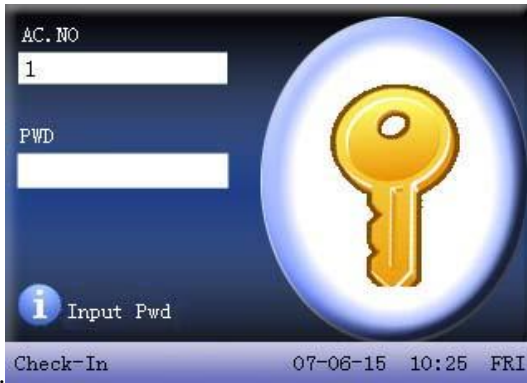 AC.NO
1
PWD
i Input Pwd
Check-In 07-06-15 10:25 FRI
.